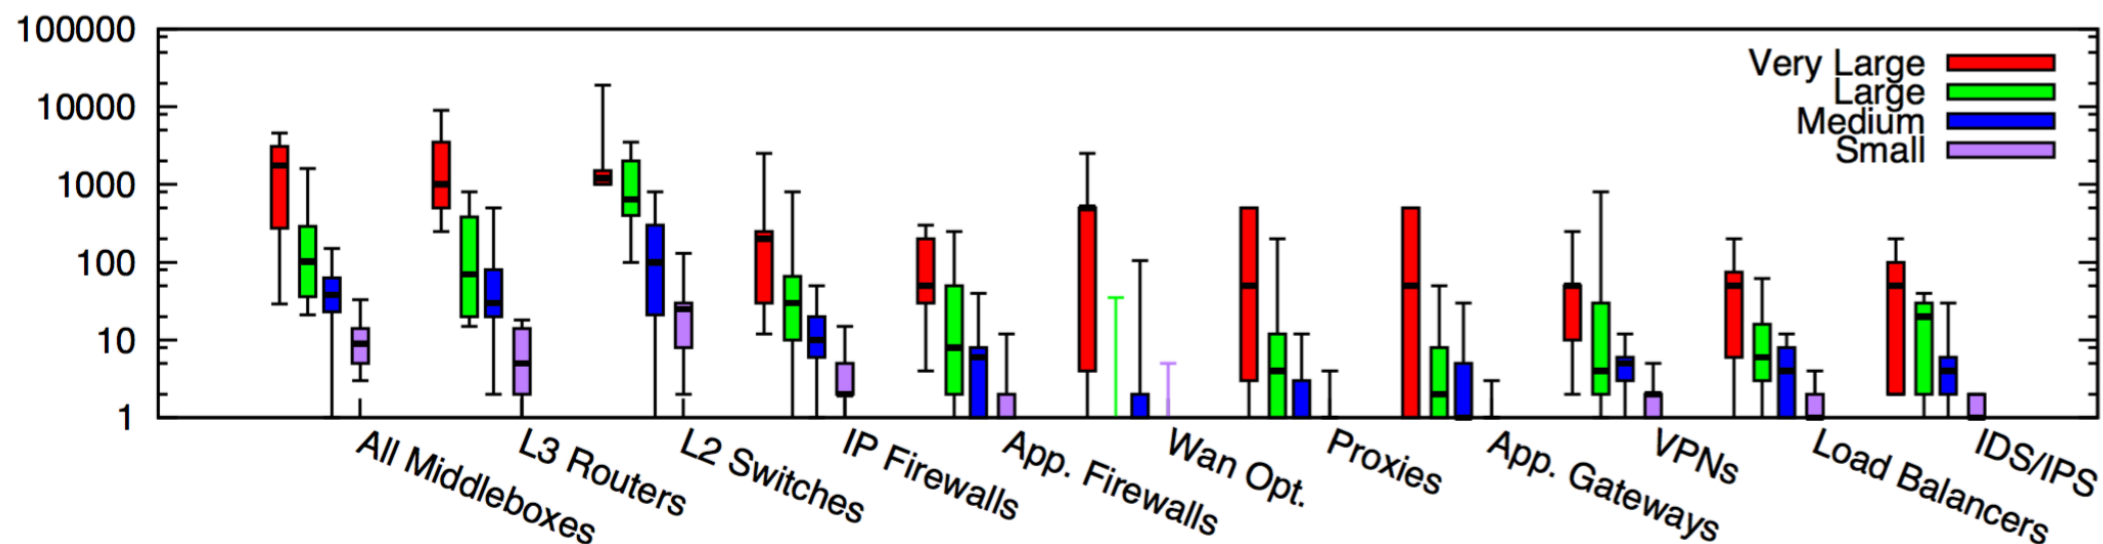 100000
10000
1000
100
10
1
Very Large
Large
Medium
Small
All Middleboxes
L3 Routers
L2 Switches
IP Firewalls
App. Firewalls
Wan Opt.
Proxies
App. Gateways
VPNs
Load Balancers
IDS/IPS